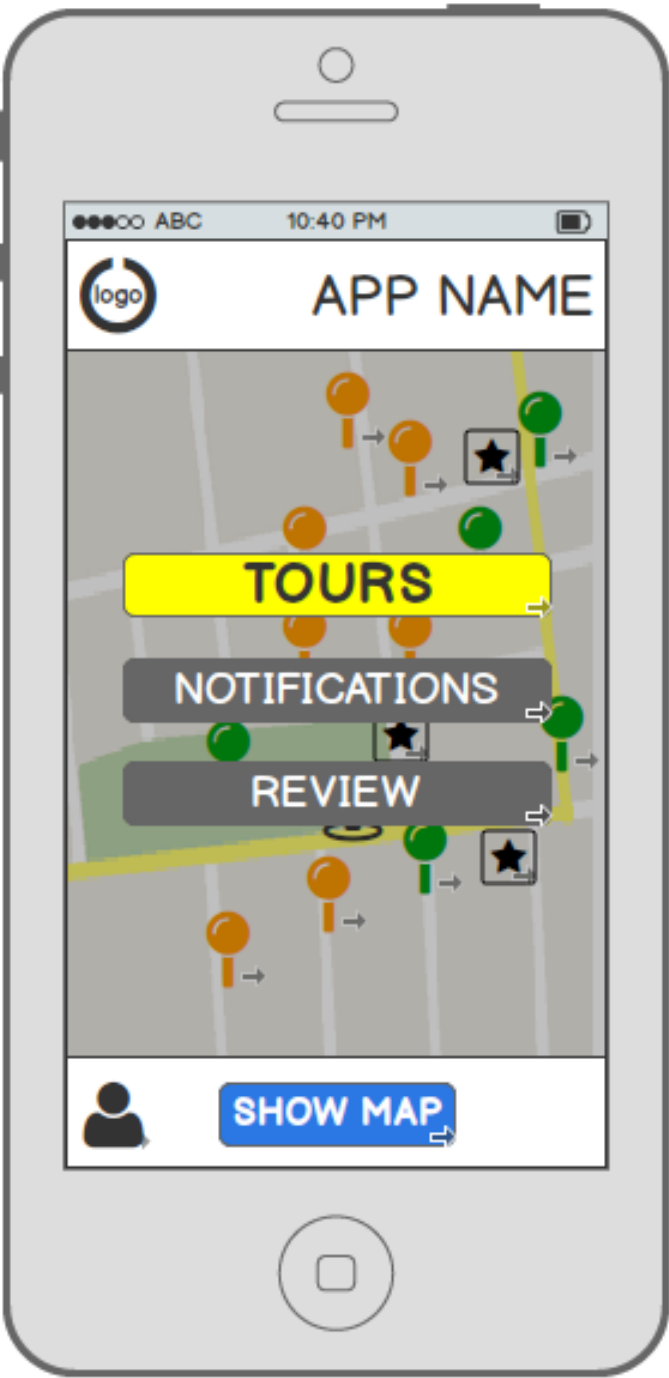 ABC 10:40 PM
logo APP NAME
TOURS
NOTIFICATIONS
REVIEW
SHOW MAP